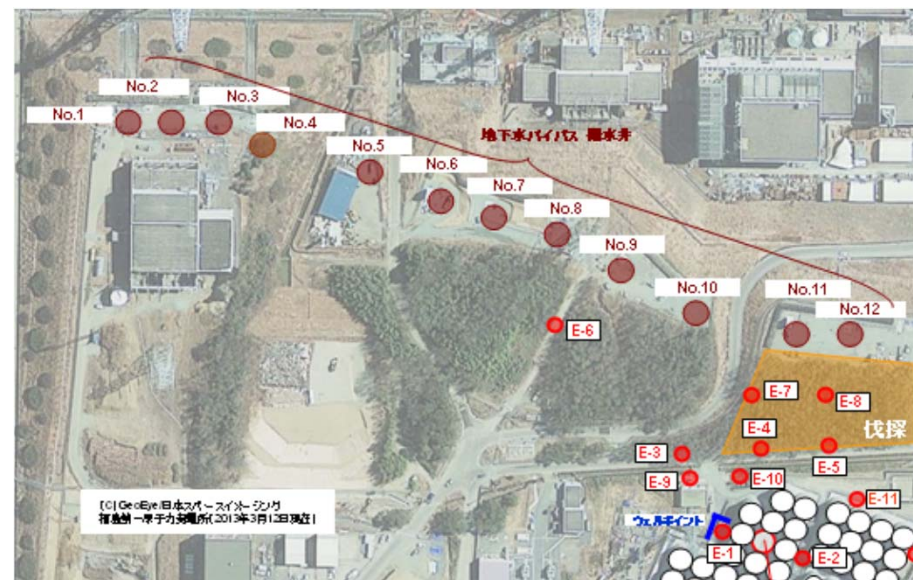 No.1
No.2
No.3
No.4
No.5
No.6
No.7
No.8
No.9
No.10
No.11
No.12
地下水バイパス 揚水井
E-6
E-7
E-8
伐採
E-4
E-3
E-5
E-9
E-10
E-11
ウェルポイント
E-1
E-2
(C)GeoEye/日本スペースイメージング
福島第一原子力発電所(2013年3月12日現在)